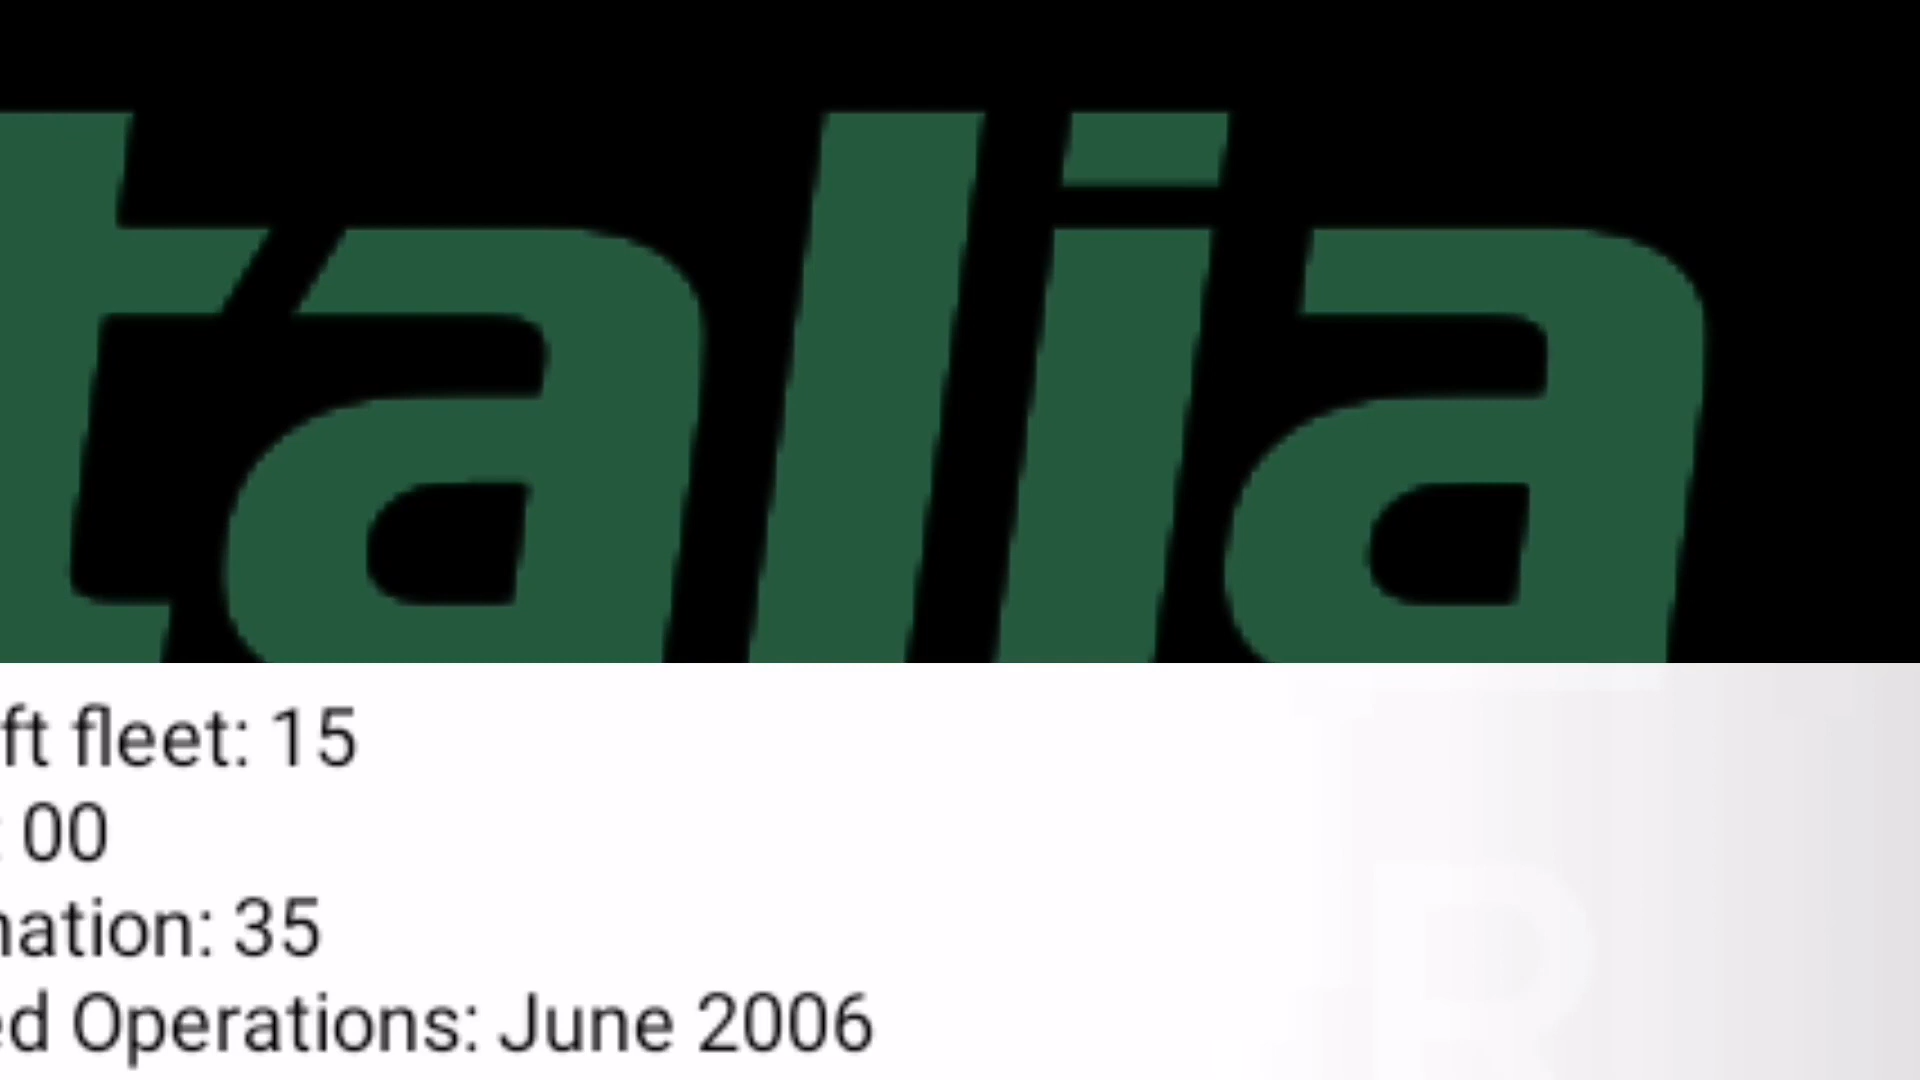 talia
ft fleet: 15
: 00
nation: 35
ed Operations: June 2006
R